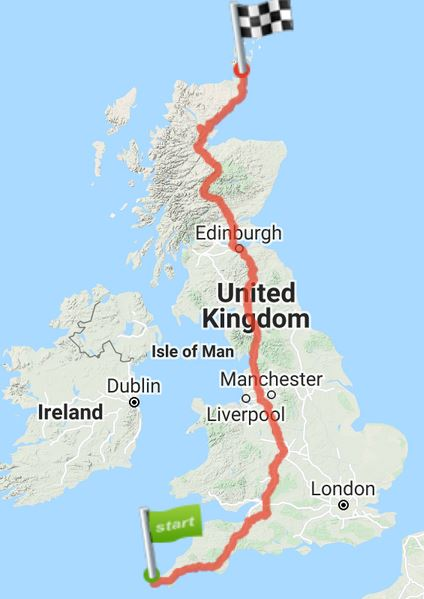 Edinburgh
United
Kingdom
Isle of Man
Manchester
Dublin
Liverpool
Ireland
London
start